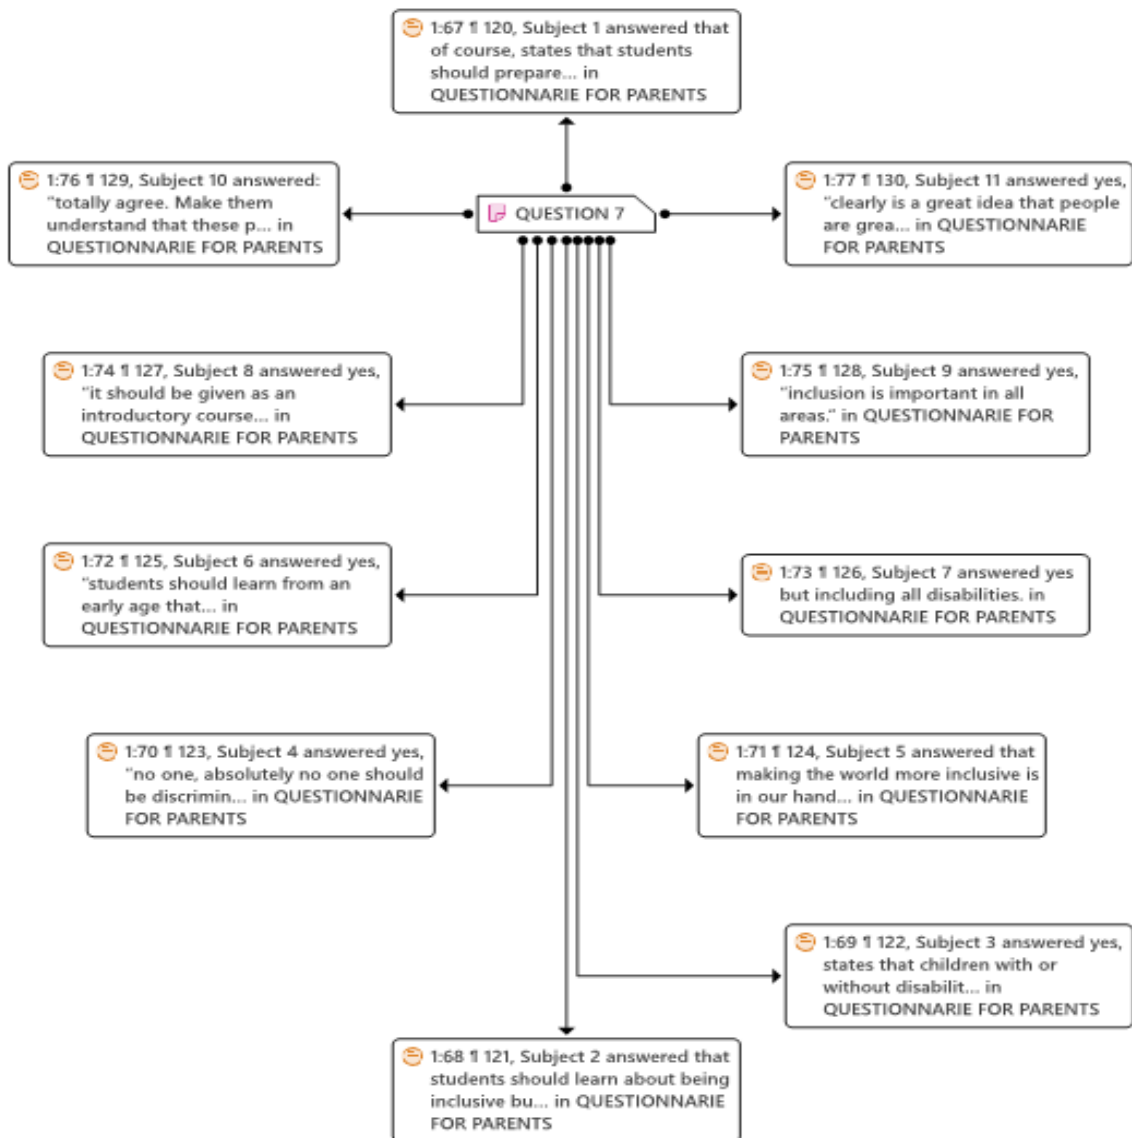 1:67 ¶ 120, Subject 1 answered that
of course, states that students
should prepare... in
QUESTIONNARIE FOR PARENTS
1:76 ¶ 129, Subject 10 answered:
"totally agree. Make them
understand that these p... in
QUESTIONNARIE FOR PARENTS
QUESTION 7
1:77 ¶ 130, Subject 11 answered yes,
"clearly is a great idea that people
are grea... in QUESTIONNARIE
FOR PARENTS
1:74 ¶ 127, Subject 8 answered yes,
"it should be given as an
introductory course... in
QUESTIONNARIE FOR PARENTS
1:75 ¶ 128, Subject 9 answered yes,
"inclusion is important in all
areas." in QUESTIONNARIE FOR
PARENTS
1:72 ¶ 125, Subject 6 answered yes,
"students should learn from an
early age that... in
QUESTIONNARIE FOR PARENTS
1:73 ¶ 126, Subject 7 answered yes
but including all disabilities. in
QUESTIONNARIE FOR PARENTS
1:70 ¶ 123, Subject 4 answered yes,
"no one, absolutely no one should
be discrimin... in QUESTIONNARIE
FOR PARENTS
1:71 ¶ 124, Subject 5 answered that
making the world more inclusive is
in our hand... in QUESTIONNARIE
FOR PARENTS
1:69 ¶ 122, Subject 3 answered yes,
states that children with or
without disabilit... in
QUESTIONNARIE FOR PARENTS
1:68 ¶ 121, Subject 2 answered that
students should learn about being
inclusive bu... in QUESTIONNARIE
FOR PARENTS